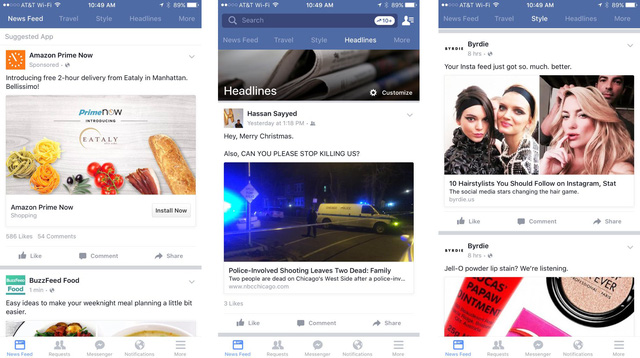 AT&T Wi-Fi 10:49 AM 89%
News Feed Travel Style Headlines More
Suggested App
Amazon Prime Now
Sponsored
Introducing free 2-hour delivery from Eataly in Manhattan.
Bellissimo!
PrimeNow
INTRODUCING
EATALY
Amazon Prime Now
Shopping
Install Now
586 Likes 54 Comments
Like Comment Share
BuzzFeed Food
BuzzFeed Food
1 min
Easy ideas to make your weeknight meal planning a little bit
easier.
News Feed Requests Messenger Notifications More
AT&T Wi-Fi 10:49 AM 89%
Search 10+
News Feed Travel Style Headlines More
Headlines Customize
Hassan Sayyed
Yesterday at 1:18 PM
Hey, Merry Christmas.
Also, CAN YOU PLEASE STOP KILLING US?
Police-Involved Shooting Leaves Two Dead: Family
Two people are dead on Chicago's West Side after a police-inv...
www.nbcchicago.com
3 Likes
Like Comment Share
News Feed Requests Messenger Notifications More
AT&T Wi-Fi 10:49 AM 89%
News Feed Travel Style Headlines More
BYRDIE
Byrdie
8 hrs
Your Insta feed just got so. much. better.
10 Hairstylists You Should Follow on Instagram, Stat
The social media stars changing the hair game.
byrdie.us
Like Comment Share
BYRDIE
Byrdie
8 hrs
Jell-O powder lip stain? We're listening.
LUCAS'
PAPAW
OINTMENT
25g
EVER
News Feed Requests Messenger Notifications More